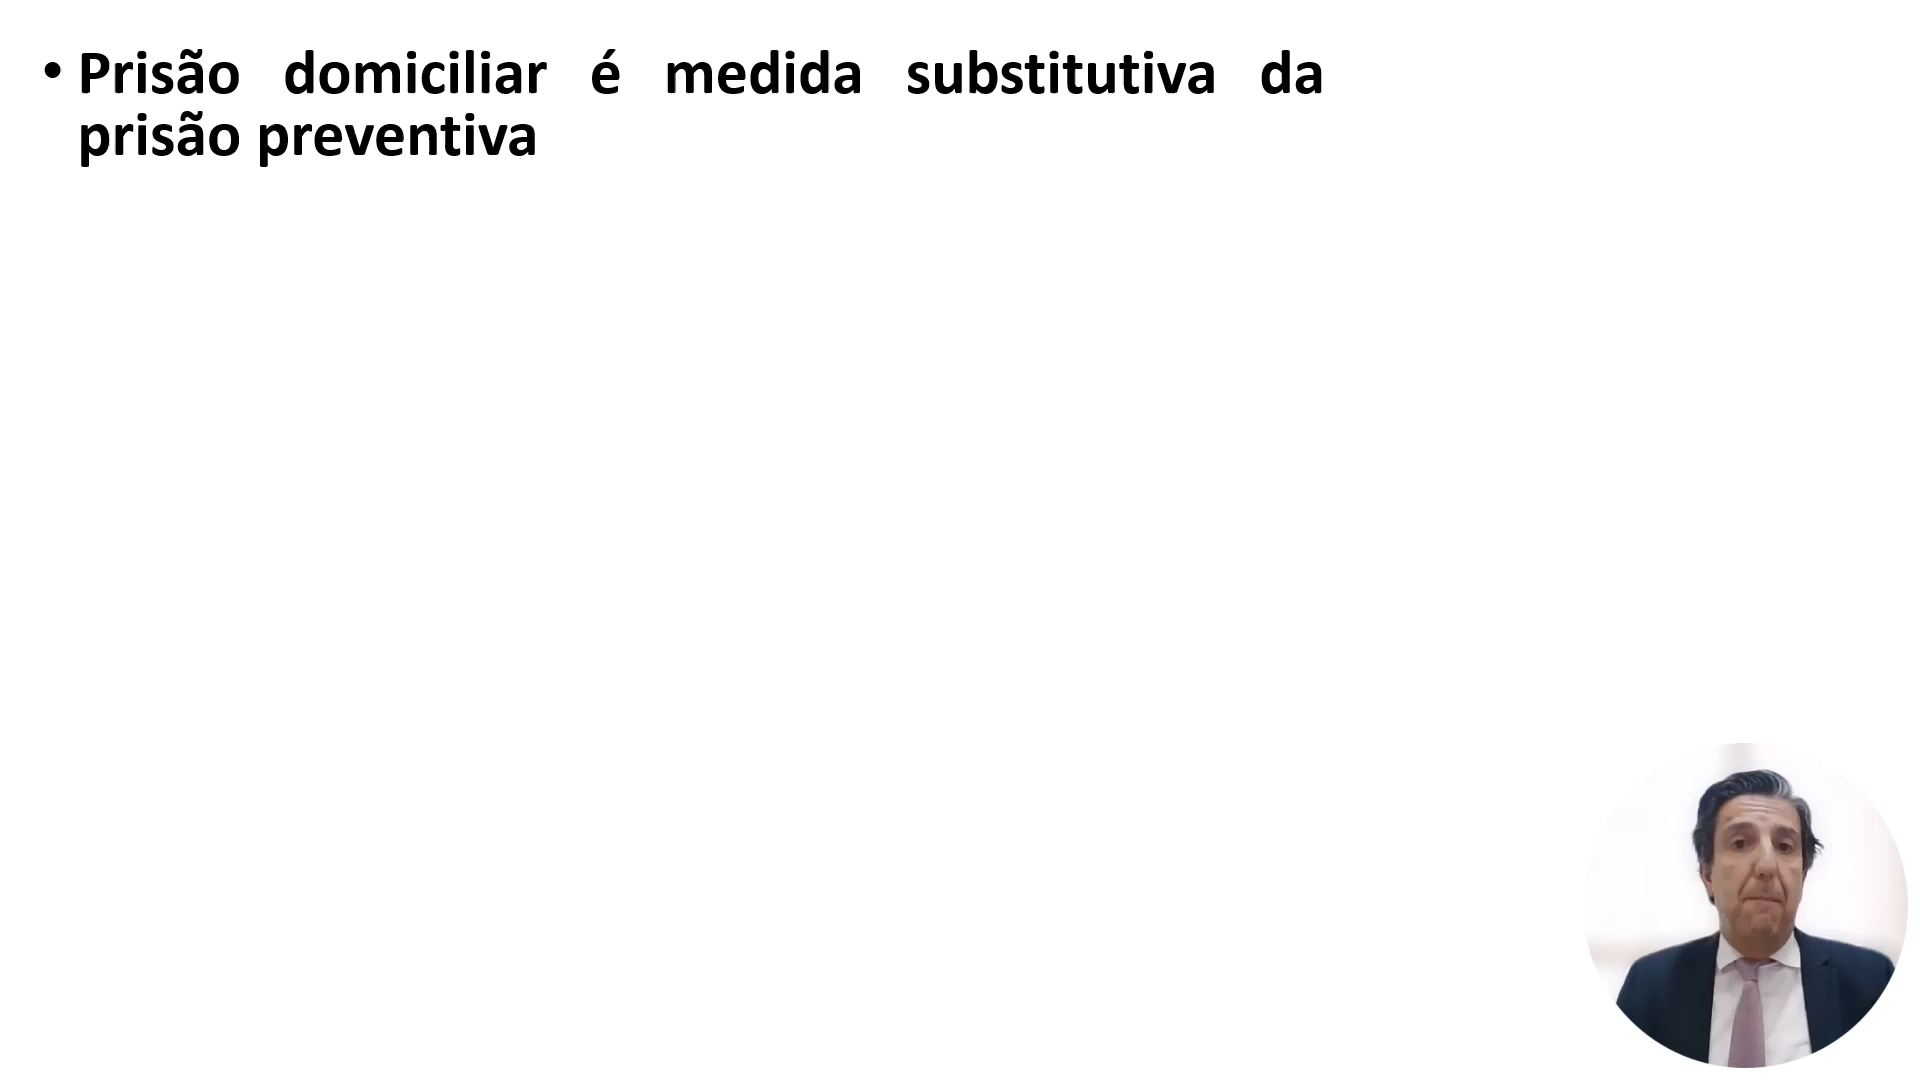 • Prisão domiciliar é medida substitutiva da
prisão preventiva